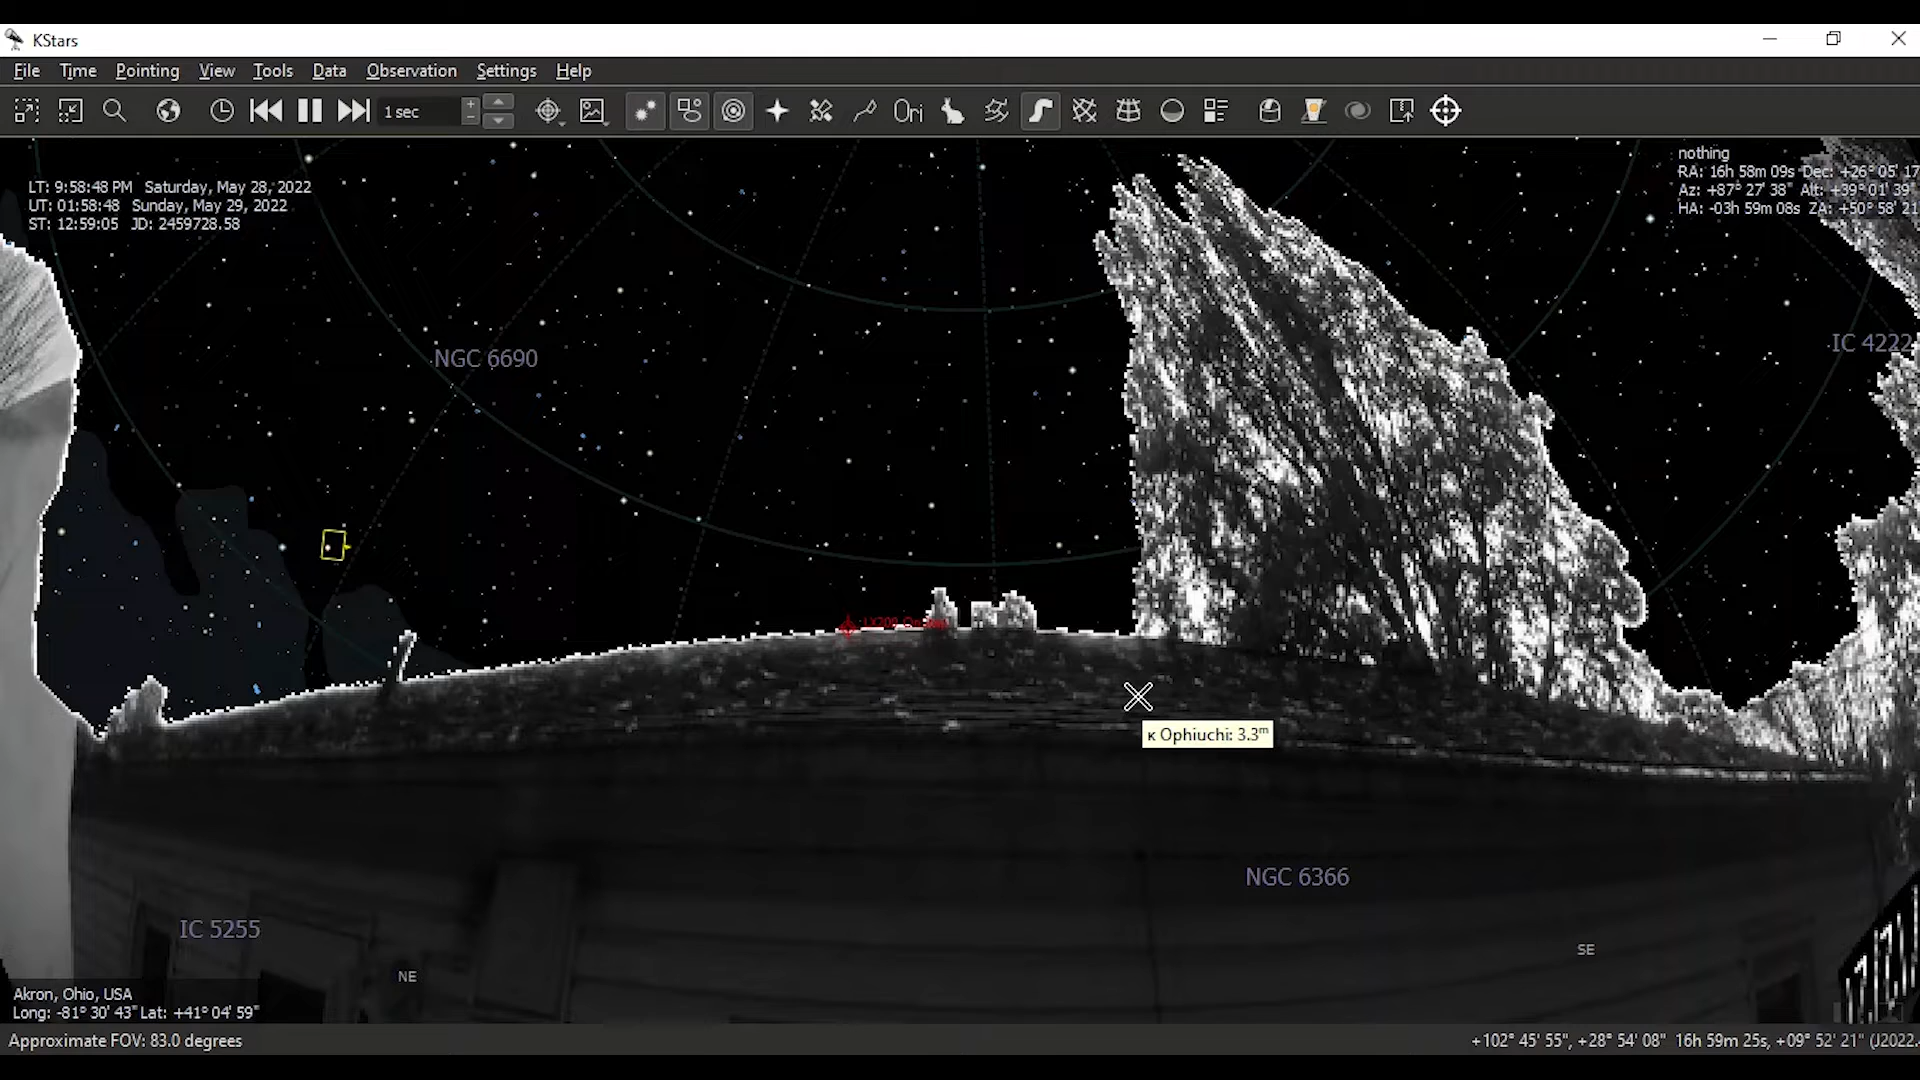 KStars
File Time Pointing View Tools Data Observation Settings Help
1 sec + − Ori
LT: 9:58:48 PM Saturday, May 28, 2022
UT: 01:58:48 Sunday, May 29, 2022
ST: 12:59:05 JD: 2459728.58
nothing
RA: 16h 58m 09s Dec: +26° 05' 17
Az: +87° 27' 38" Alt: +39° 01' 39"
HA: -03h 59m 08s ZA: +50° 58' 21
IC 4222
NGC 6690
κ Ophiuchi: 3.3m
NGC 6366
IC 5255
SE
NE
Akron, Ohio, USA
Long: -81° 30' 43" Lat: +41° 04' 59"
Approximate FOV: 83.0 degrees
+102° 45' 55", +28° 54' 08" 16h 59m 25s, +09° 52' 21" (J2022.